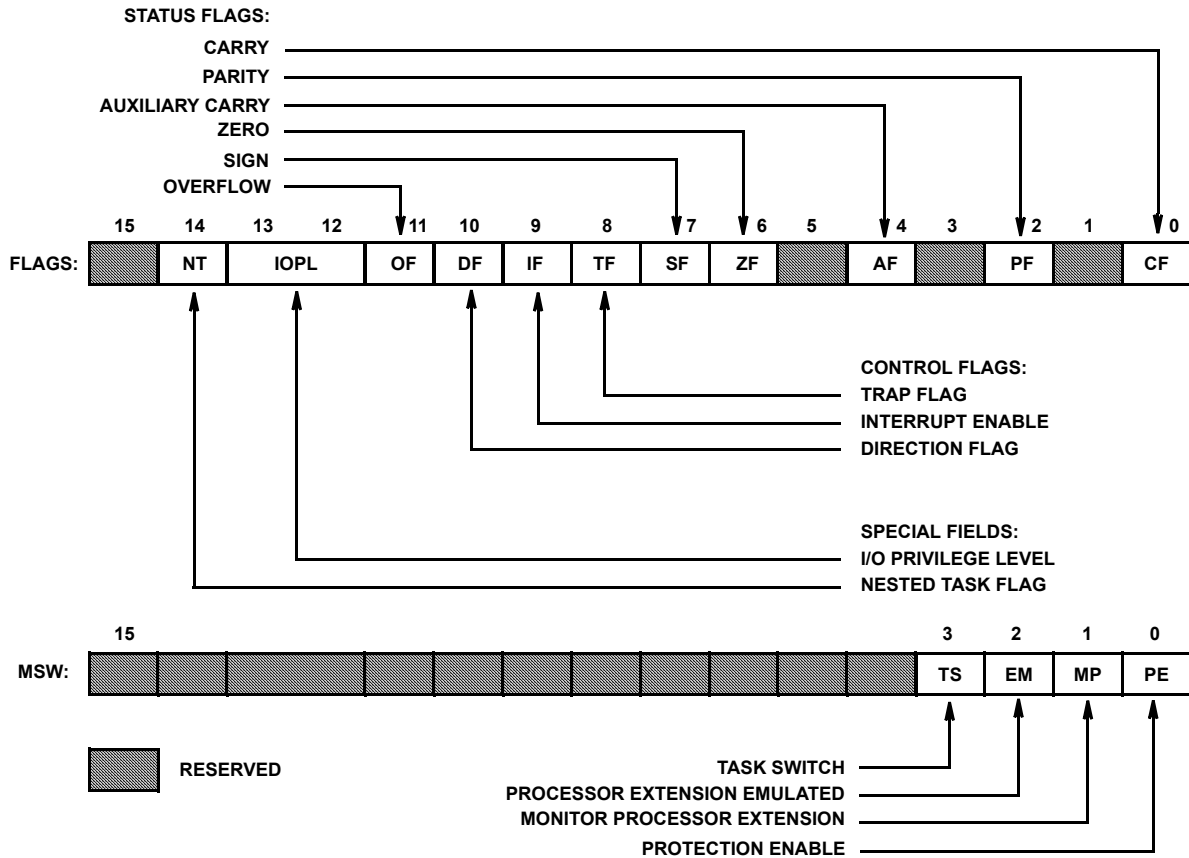 STATUS FLAGS:
CARRY
PARITY
AUXILIARY CARRY
ZERO
SIGN
OVERFLOW
15 14 13 12 11 10 9 8 7 6 5 4 3 2 1 0
FLAGS: NT IOPL OF DF IF TF SF ZF AF PF CF
CONTROL FLAGS:
TRAP FLAG
INTERRUPT ENABLE
DIRECTION FLAG
SPECIAL FIELDS:
I/O PRIVILEGE LEVEL
NESTED TASK FLAG
15 3 2 1 0
MSW: TS EM MP PE
RESERVED
TASK SWITCH
PROCESSOR EXTENSION EMULATED
MONITOR PROCESSOR EXTENSION
PROTECTION ENABLE